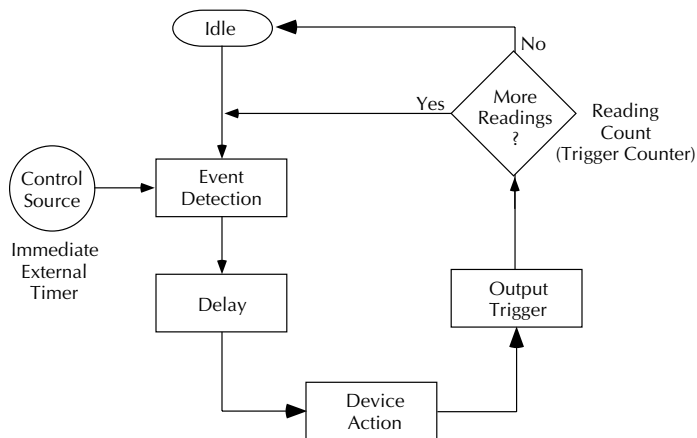 Idle
No
Yes
More
Readings
?
Reading
Count
(Trigger Counter)
Control
Source
Event
Detection
Immediate
External
Timer
Delay
Output
Trigger
Device
Action